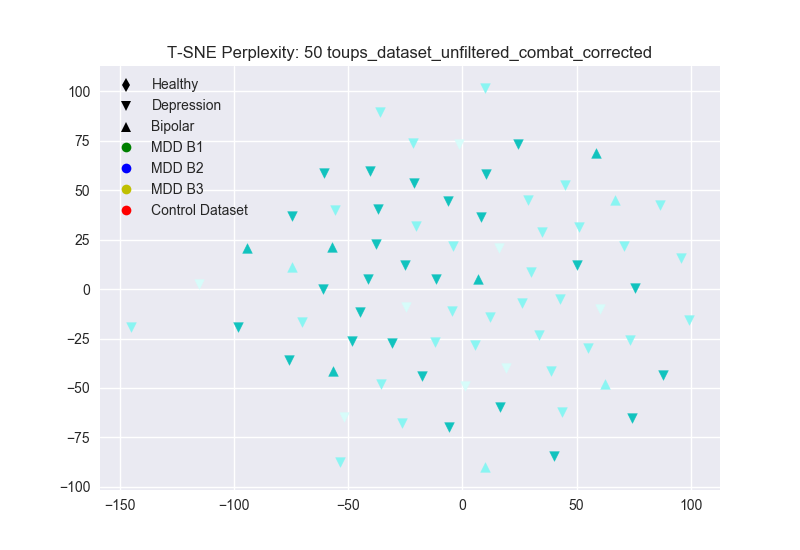 T-SNE Perplexity: 50 toups_dataset_unfiltered_combat_corrected
Healthy
Depression
Bipolar
MDD B1
MDD B2
MDD B3
Control Dataset
100
75
50
25
0
−25
−50
−75
−100
−150
−100
−50
0
50
100